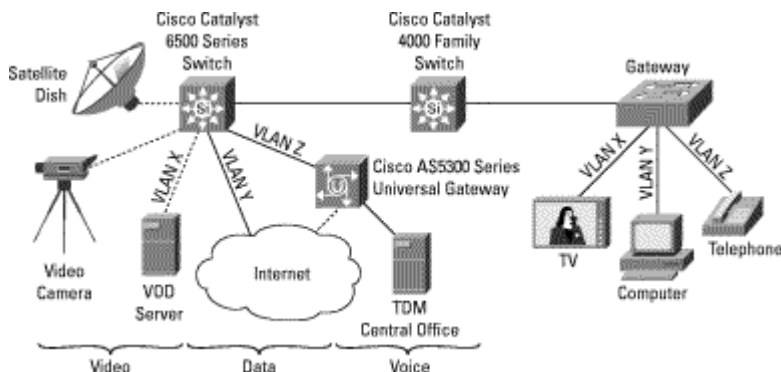 Cisco Catalyst
6500 Series
Switch
Cisco Catalyst
4000 Family
Switch
Gateway
Satellite
Dish
Si
Si
VLAN Z
VLAN X
VLAN Y
Cisco AS5300 Series
Universal Gateway
U
VLAN X
VLAN Y
VLAN Z
Video
Camera
VOD
Server
Internet
TDM
Central Office
TV
Computer
Telephone
Video
Data
Voice